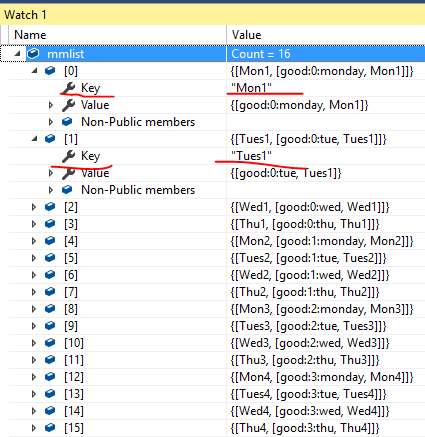 Watch 1
Name Value
mmlist Count = 16
[0] {{[Mon1, [good:0:monday, Mon1]]}
Key "Mon1"
Value {[good:0:monday, Mon1]}
Non-Public members
[1] {{[Tues1, [good:0:tue, Tues1]]}
Key "Tues1"
Value {[good:0:tue, Tues1]}
Non-Public members
[2] {{[Wed1, [good:0:wed, Wed1]]}
[3] {{[Thu1, [good:0:thu, Thu1]]}
[4] {{[Mon2, [good:1:monday, Mon2]]}
[5] {{[Tues2, [good:1:tue, Tues2]]}
[6] {{[Wed2, [good:1:wed, Wed2]]}
[7] {{[Thu2, [good:1:thu, Thu2]]}
[8] {{[Mon3, [good:2:monday, Mon3]]}
[9] {{[Tues3, [good:2:tue, Tues3]]}
[10] {{[Wed3, [good:2:wed, Wed3]]}
[11] {{[Thu3, [good:2:thu, Thu3]]}
[12] {{[Mon4, [good:3:monday, Mon4]]}
[13] {{[Tues4, [good:3:tue, Tues4]]}
[14] {{[Wed4, [good:3:wed, Wed4]]}
[15] {{[Thu4, [good:3:thu, Thu4]]}